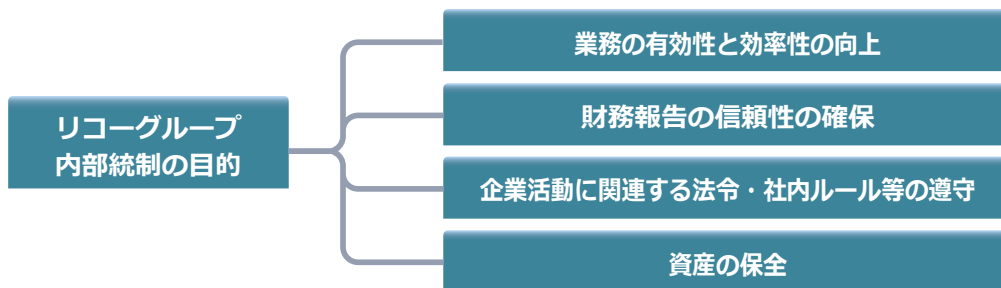 リコーグループ
内部統制の目的
業務の有効性と効率性の向上
財務報告の信頼性の確保
企業活動に関連する法令・社内ルール等の遵守
資産の保全